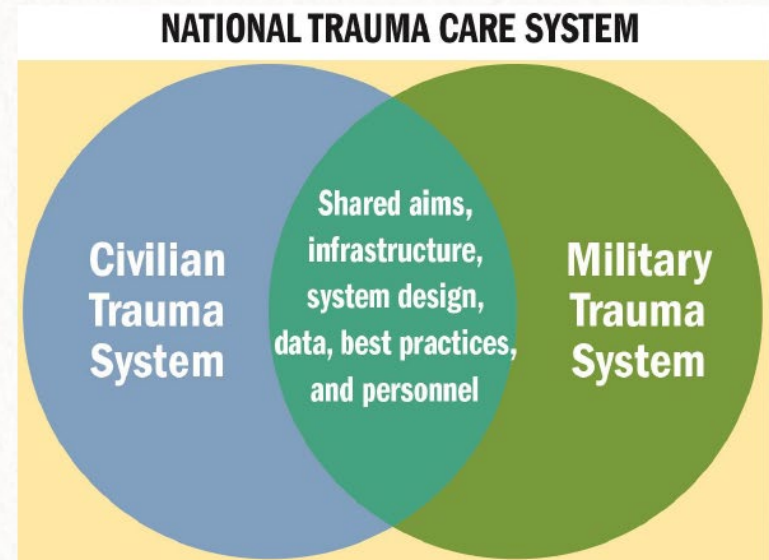 NATIONAL TRAUMA CARE SYSTEM
Civilian
Trauma
System
Shared aims,
infrastructure,
system design,
data, best practices,
and personnel
Military
Trauma
System